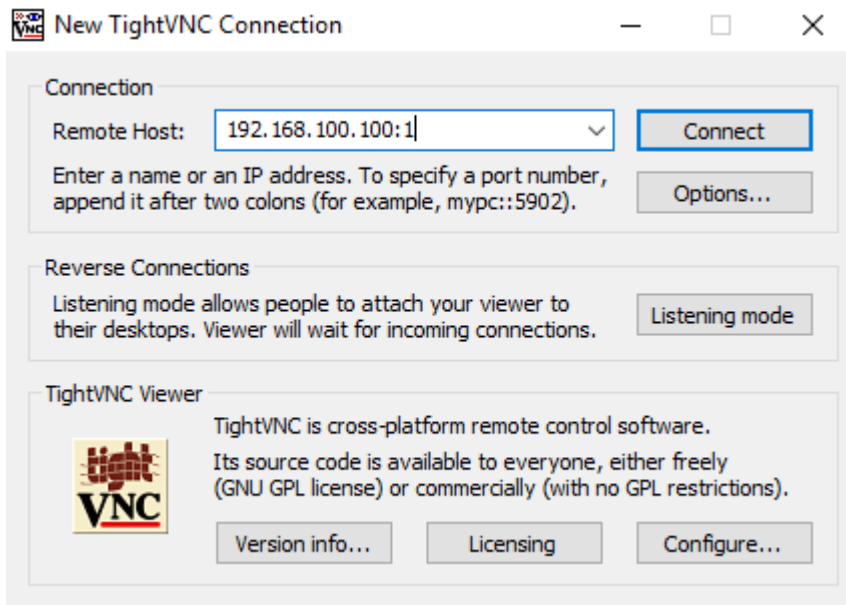 New TightVNC Connection
Connection
Remote Host:
192.168.100.100:1
Connect
Enter a name or an IP address. To specify a port number,
append it after two colons (for example, mypc::5902).
Options...
Reverse Connections
Listening mode allows people to attach your viewer to
their desktops. Viewer will wait for incoming connections.
Listening mode
TightVNC Viewer
TightVNC is cross-platform remote control software.
Its source code is available to everyone, either freely
(GNU GPL license) or commercially (with no GPL restrictions).
tight
VNC
Version info...
Licensing
Configure...